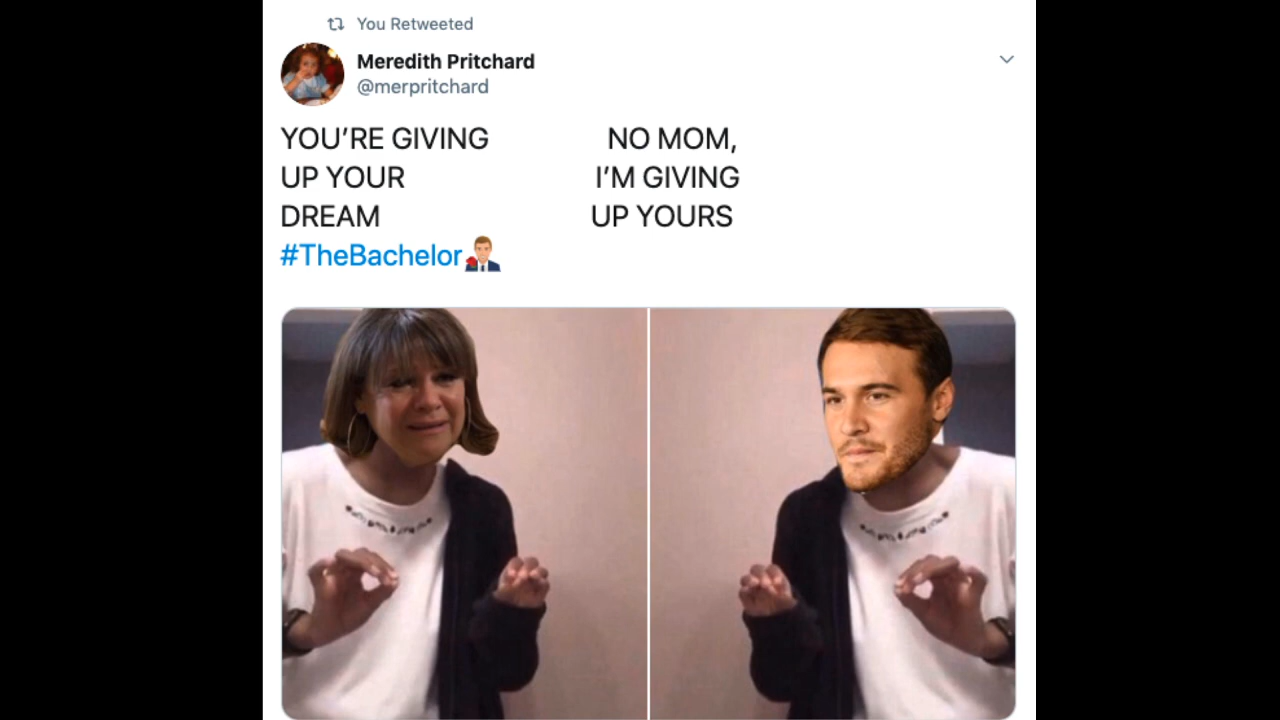 You Retweeted
Meredith Pritchard
@merpritchard
YOU’RE GIVING NO MOM,
UP YOUR I’M GIVING
DREAM UP YOURS
#TheBachelor